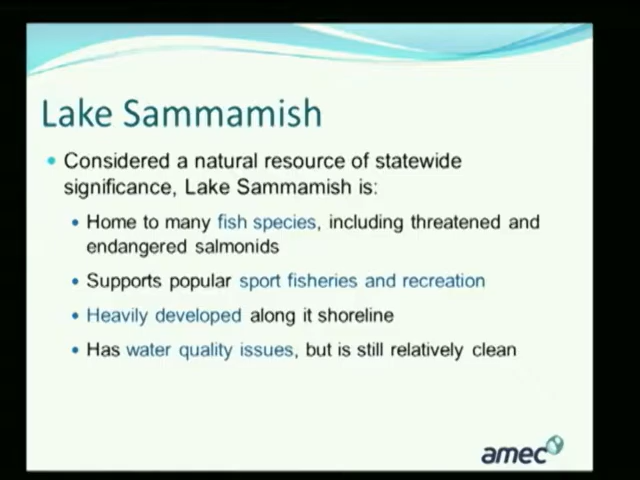 Lake Sammamish
Considered a natural resource of statewide
significance, Lake Sammamish is:
Home to many fish species, including threatened and
endangered salmonids
Supports popular sport fisheries and recreation
Heavily developed along it shoreline
Has water quality issues, but is still relatively clean
amec